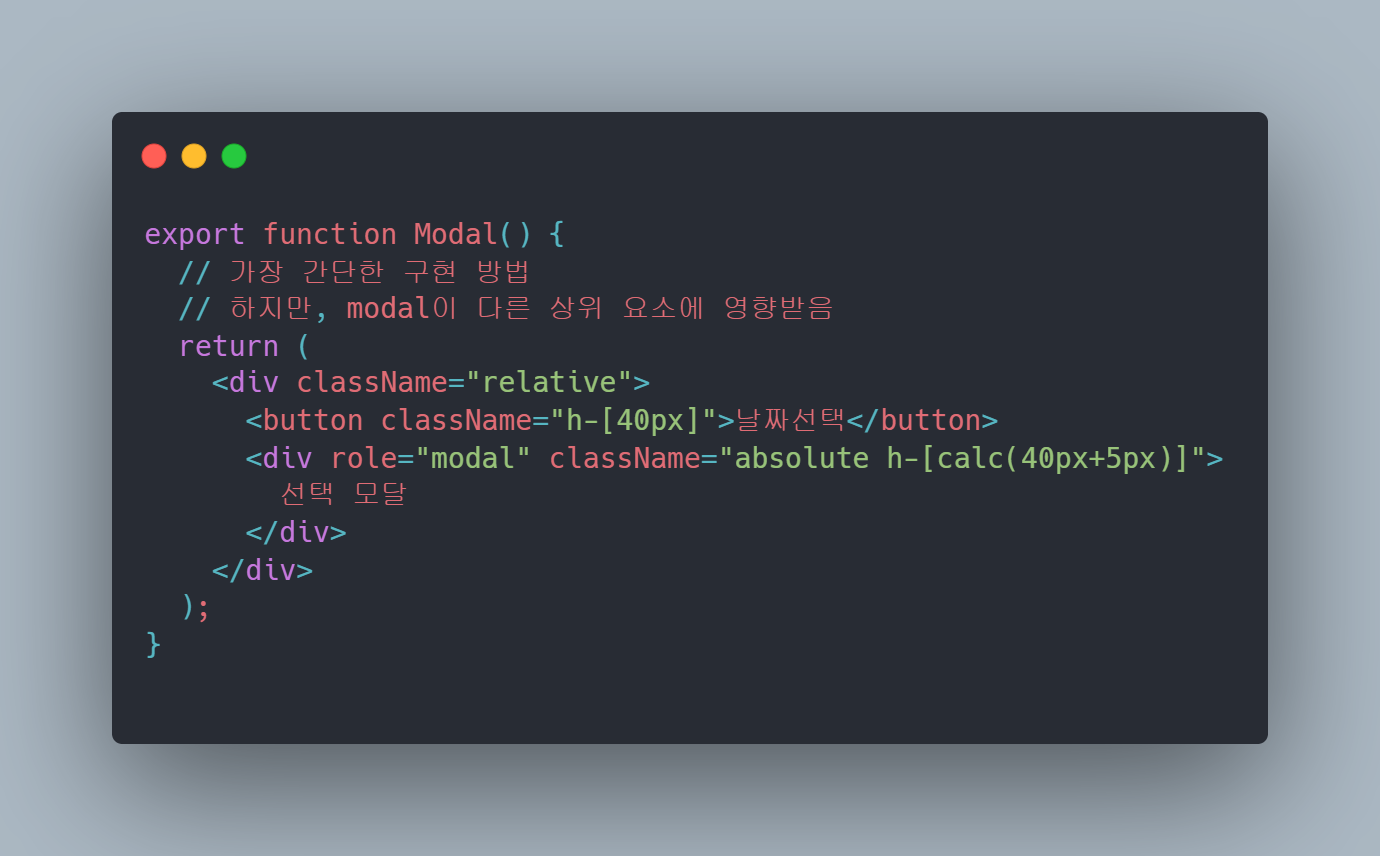 export function Modal() {
  // 가장 간단한 구현 방법
  // 하지만, modal이 다른 상위 요소에 영향받음
  return (
    <div className="relative">
      <button className="h-[40px]">날짜선택</button>
      <div role="modal" className="absolute h-[calc(40px+5px)]">
        선택 모달
      </div>
    </div>
  );
}